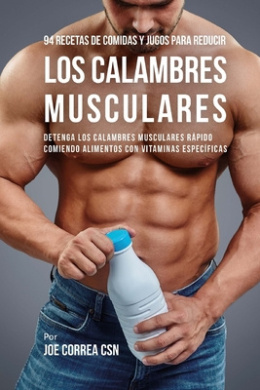 94 RECETAS DE COMIDAS Y JUGOS PARA REDUCIR
LOS CALAMBRES
MUSCULARES
DETENGA LOS CALAMBRES MUSCULARES RÁPIDO
COMIENDO ALIMENTOS CON VITAMINAS ESPECÍFICAS
Por
JOE CORREA CSN